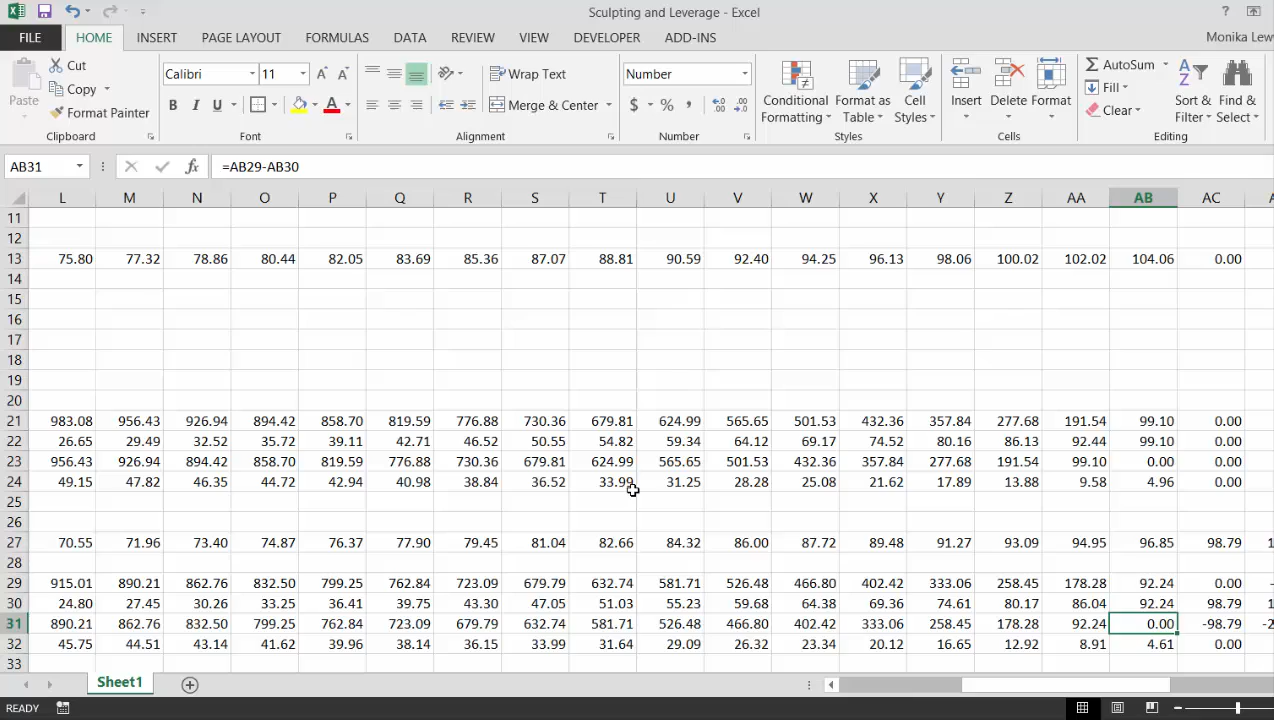 Sculpting and Leverage - Excel
FILE HOME INSERT PAGE LAYOUT FORMULAS DATA REVIEW VIEW DEVELOPER ADD-INS Monika Lew
Paste Cut Copy Format Painter Clipboard
Calibri 11 B I U A Font
Wrap Text Merge & Center Alignment
Number $ % , Number
Conditional Formatting Format as Table Cell Styles Styles
Insert Delete Format Cells
AutoSum Fill Clear Sort & Filter Find & Select Editing
AB31 fx =AB29-AB30
L M N O P Q R S T U V W X Y Z AA AB AC
11
12
13 75.80 77.32 78.86 80.44 82.05 83.69 85.36 87.07 88.81 90.59 92.40 94.25 96.13 98.06 100.02 102.02 104.06 0.00
14
15
16
17
18
19
20
21 983.08 956.43 926.94 894.42 858.70 819.59 776.88 730.36 679.81 624.99 565.65 501.53 432.36 357.84 277.68 191.54 99.10 0.00
22 26.65 29.49 32.52 35.72 39.11 42.71 46.52 50.55 54.82 59.34 64.12 69.17 74.52 80.16 86.13 92.44 99.10 0.00
23 956.43 926.94 894.42 858.70 819.59 776.88 730.36 679.81 624.99 565.65 501.53 432.36 357.84 277.68 191.54 99.10 0.00 0.00
24 49.15 47.82 46.35 44.72 42.94 40.98 38.84 36.52 33.99 31.25 28.28 25.08 21.62 17.89 13.88 9.58 4.96 0.00
25
26
27 70.55 71.96 73.40 74.87 76.37 77.90 79.45 81.04 82.66 84.32 86.00 87.72 89.48 91.27 93.09 94.95 96.85 98.79
28
29 915.01 890.21 862.76 832.50 799.25 762.84 723.09 679.79 632.74 581.71 526.48 466.80 402.42 333.06 258.45 178.28 92.24 0.00
30 24.80 27.45 30.26 33.25 36.41 39.75 43.30 47.05 51.03 55.23 59.68 64.38 69.36 74.61 80.17 86.04 92.24 98.79
31 890.21 862.76 832.50 799.25 762.84 723.09 679.79 632.74 581.71 526.48 466.80 402.42 333.06 258.45 178.28 92.24 0.00 -98.79 -2
32 45.75 44.51 43.14 41.62 39.96 38.14 36.15 33.99 31.64 29.09 26.32 23.34 20.12 16.65 12.92 8.91 4.61 0.00
33
Sheet1
READY